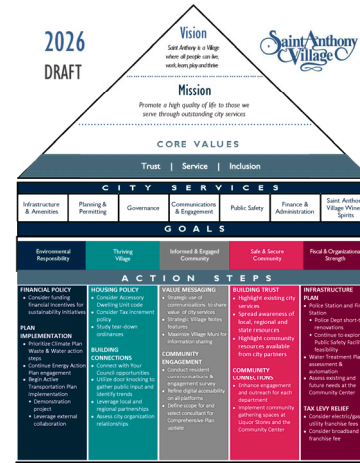 2026
DRAFT
Vision
Saint Anthony is a Village
where all people can live,
work, learn, play and thrive
Saint Anthony
Village
Mission
Promote a high quality of life to those we
serve through outstanding city services
CORE VALUES
Trust | Service | Inclusion
CITY SERVICES
Infrastructure
& Amenities
Planning &
Permitting
Governance
Communications
& Engagement
Public Safety
Finance &
Administration
Saint Anthony
Village Wine
Spirits
GOALS
Environmental
Responsibility
Thriving
Village
Informed & Engaged
Community
Safe & Secure
Community
Fiscal & Organizational
Strength
ACTION STEPS
FINANCIAL POLICY
• Consider funding
financial incentives for
sustainability initiatives
PLAN
IMPLEMENTATION
• Prioritize Climate Plan
Waste & Water action
steps
• Continue Energy Action
Plan engagement
• Begin Active
Transportation Plan
implementation
• Demonstration
project
• Leverage external
collaboration
HOUSING POLICY
• Consider Accessory
Dwelling Unit code
• Consider Tax increment
policy
• Study tear-down
ordinances
BUILDING
CONNECTIONS
• Connect with Your
Council opportunities
• Utilize door knocking to
gather public input and
identify trends
• Leverage local and
regional partnerships
• Assess city organization
relationships
VALUE MESSAGING
• Strategic use of
communications to share
value of city services
• Strategic Village Notes
features
• Maximize Village Muni for
information sharing
COMMUNITY
ENGAGEMENT
• Conduct resident
communications &
engagement survey
• Refine digital accessibility
on all platforms
• Define scope for and
select consultant for
Comprehensive Plan
update
BUILDING TRUST
• Highlight existing city
services
• Spread awareness of
local, regional and
state resources
• Highlight community
resources available
from city partners
COMMUNITY
CONNECTIONS
• Enhance engagement
and outreach for each
department
• Implement community
gathering spaces at
Liquor Stores and the
Community Center
INFRASTRUCTURE
PLAN
• Police Station and Fire
Station
• Police Dept short-t
renovations
• Continue to explor
Public Safety Facili
feasibility
• Water Treatment Pla
assessment &
automation
• Assess existing and
future needs at the
Community Center
TAX LEVY RELIEF
• Consider electric/gas
utility franchise fees
• Consider broadband
franchise fee